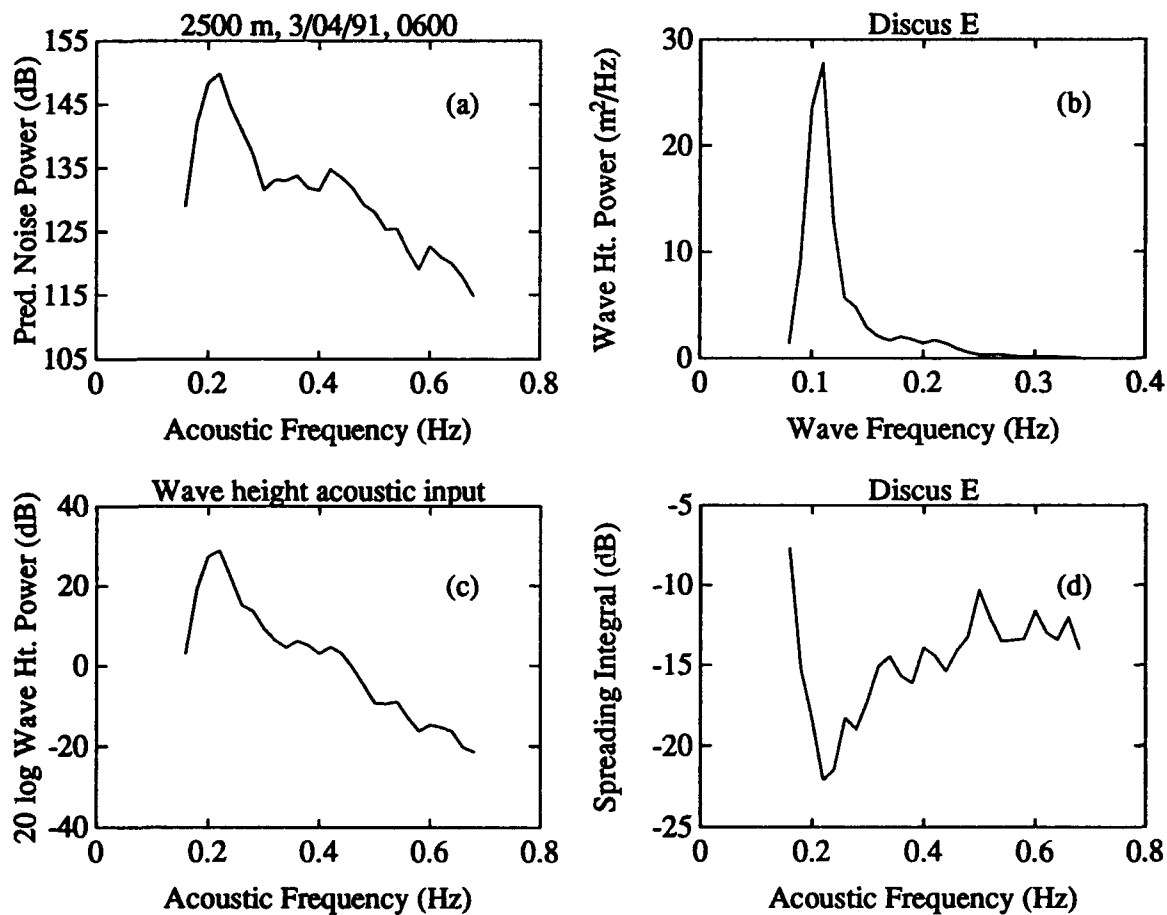 2500 m, 3/04/91, 0600
155
145
135
125
115
105
Pred. Noise Power (dB)
(a)
0
0.2
0.4
0.6
0.8
Acoustic Frequency (Hz)
Discus E
30
20
10
0
Wave Ht. Power (m²/Hz)
(b)
0
0.1
0.2
0.3
0.4
Wave Frequency (Hz)
Wave height acoustic input
40
20
0
-20
-40
20 log Wave Ht. Power (dB)
(c)
0
0.2
0.4
0.6
0.8
Acoustic Frequency (Hz)
Discus E
-5
-10
-15
-20
-25
Spreading Integral (dB)
(d)
0
0.2
0.4
0.6
0.8
Acoustic Frequency (Hz)